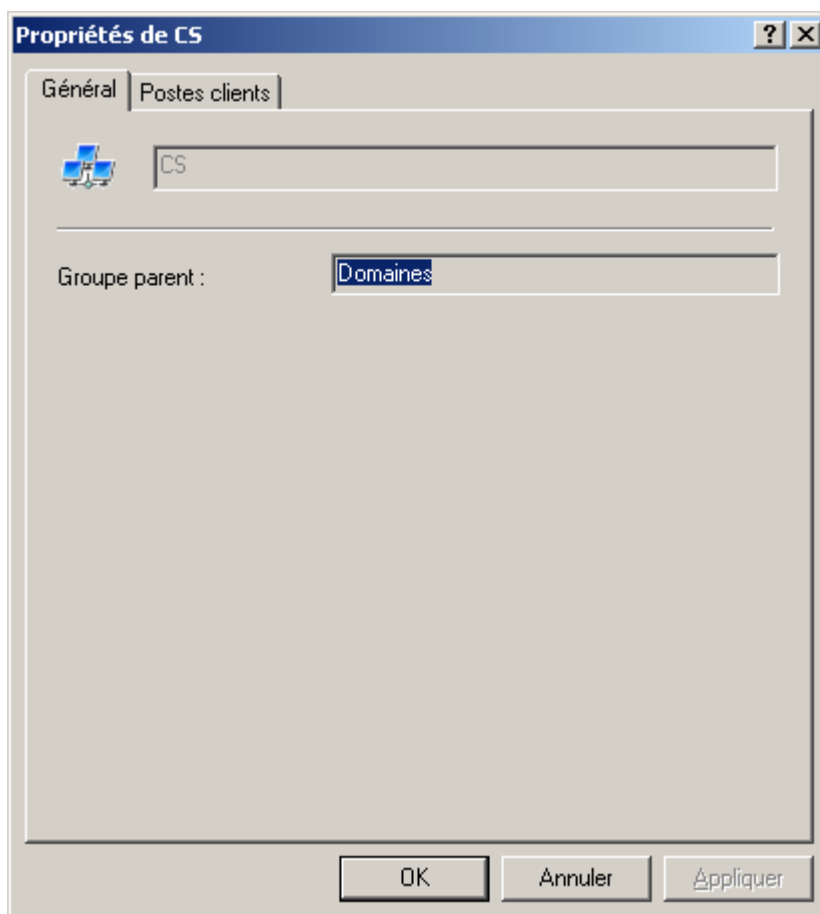 Propriétés de CS
Général Postes clients
CS
Groupe parent : Domaines
OK Annuler Appliquer